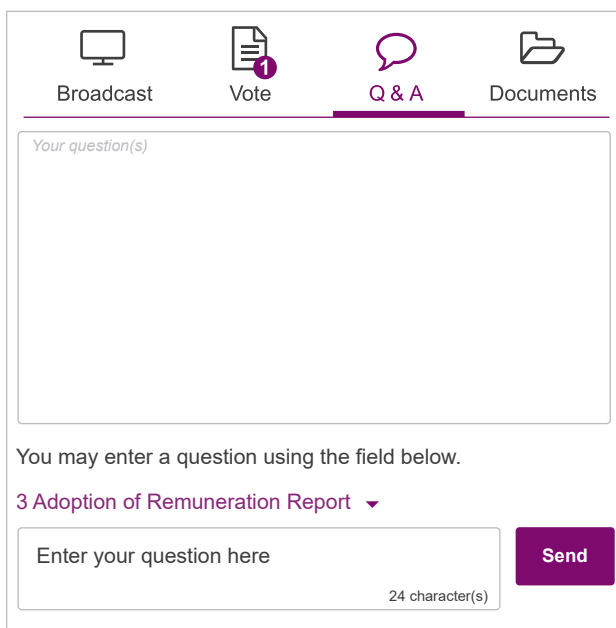 1
Broadcast Vote Q & A Documents
Your question(s)
You may enter a question using the field below.
3 Adoption of Remuneration Report
Enter your question here Send
24 character(s)